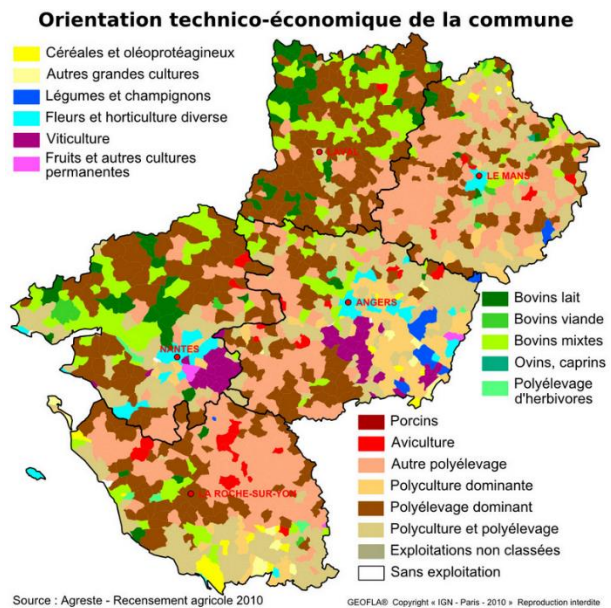 Orientation technico-économique de la commune
Céréales et oléoprotéagineux
Autres grandes cultures
Légumes et champignons
Fleurs et horticulture diverse
Viticulture
Fruits et autres cultures
permanentes
LAVAL
LE MANS
ANGERS
NANTES
LA ROCHE-SUR-YON
Bovins lait
Bovins viande
Bovins mixtes
Ovins, caprins
Polyélevage
d'herbivores
Porcins
Aviculture
Autre polyélevage
Polyculture dominante
Polyélevage dominant
Polyculture et polyélevage
Exploitations non classées
Sans exploitation
Source : Agreste - Recensement agricole 2010
GEOFLA® Copyright « IGN - Paris - 2010 » Reproduction interdite